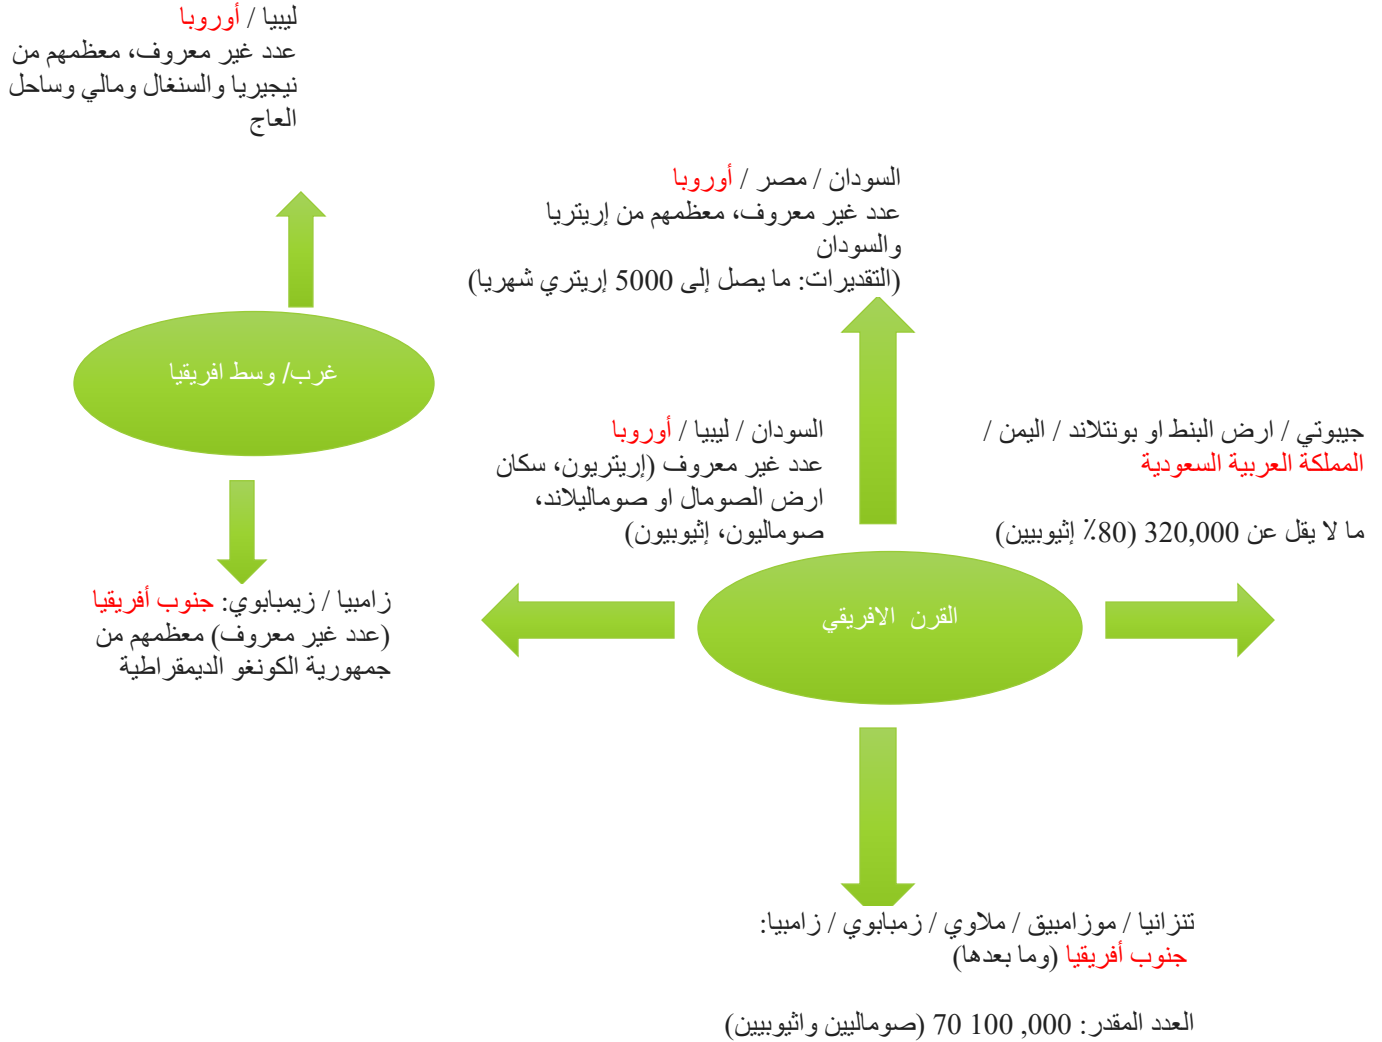 ليبيا / أوروبا
عدد غير معروف، معظمهم من
نيجيريا والسنغال ومالي وساحل
العاج
السودان / مصر / أوروبا
عدد غير معروف، معظمهم من إريتريا
والسودان
(التقديرات: ما يصل إلى 5000 إريتري شهريا)
غرب/ وسط افريقيا
السودان / ليبيا / أوروبا
عدد غير معروف (إريتريون، سكان
ارض الصومال او صوماليلاند،
صوماليون، إثيوبيون)
جيبوتي / ارض البنط او بونتلاند / اليمن /
المملكة العربية السعودية
ما لا يقل عن 320,000 (80٪ إثيوبيين)
زامبيا / زيمبابوي: جنوب أفريقيا
(عدد غير معروف) معظمهم من
جمهورية الكونغو الديمقراطية
القرن الافريقي
تنزانيا / موزامبيق / ملاوي / زمبابوي / زامبيا:
جنوب أفريقيا (وما بعدها)
العدد المقدر: 000, 100 70 (صوماليين واثيوبيين)